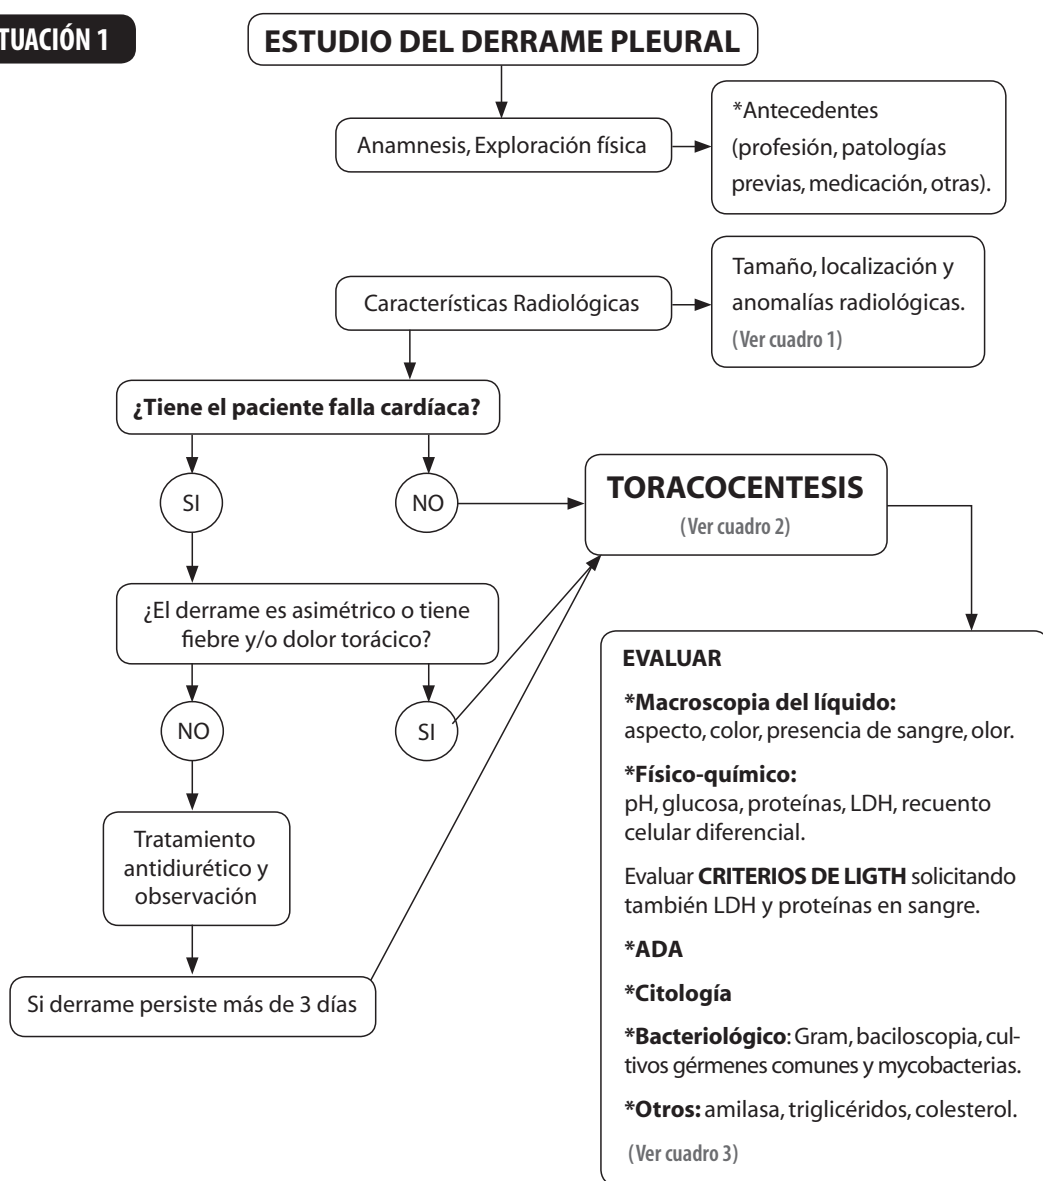 TUACIÓN 1
ESTUDIO DEL DERRAME PLEURAL
Anamnesis, Exploración física
*Antecedentes
(profesión, patologías
previas, medicación, otras).
Características Radiológicas
Tamaño, localización y
anomalías radiológicas.
(Ver cuadro 1)
¿Tiene el paciente falla cardíaca?
SI
NO
TORACOCENTESIS
(Ver cuadro 2)
¿El derrame es asimétrico o tiene
fiebre y/o dolor torácico?
NO
SI
Tratamiento
antidiurético y
observación
Si derrame persiste más de 3 días
EVALUAR
*Macroscopia del líquido:
aspecto, color, presencia de sangre, olor.
*Físico-químico:
pH, glucosa, proteínas, LDH, recuento
celular diferencial.
Evaluar CRITERIOS DE LIGTH solicitando
también LDH y proteínas en sangre.
*ADA
*Citología
*Bacteriológico: Gram, baciloscopia, cul-
tivos gérmenes comunes y mycobacterias.
*Otros: amilasa, triglicéridos, colesterol.
(Ver cuadro 3)